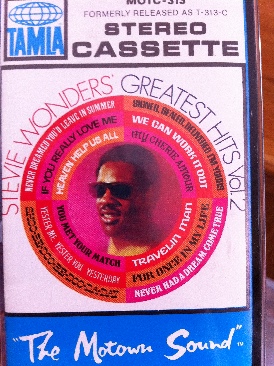 MOTC-313
FORMERLY RELEASED AS T-313-C
TAMLA
STEREO
CASSETTE
STEVIE WONDERS' GREATEST HITS Vol. 2
NEVER DREAMED YOU'D LEAVE IN SUMMER
SIGNED, SEALED, DELIVERED I'M YOURS
IF YOU REALLY LOVE ME
WE CAN WORK IT OUT
HEAVEN HELP US ALL
MY CHERIE AMOUR
YOU MET YOUR MATCH
TRAVELIN MAN
YESTER ME, YESTER YOU, YESTERDAY
FOR ONCE IN MY LIFE
NEVER HAD A DREAM COME TRUE
"The Motown Sound" TM